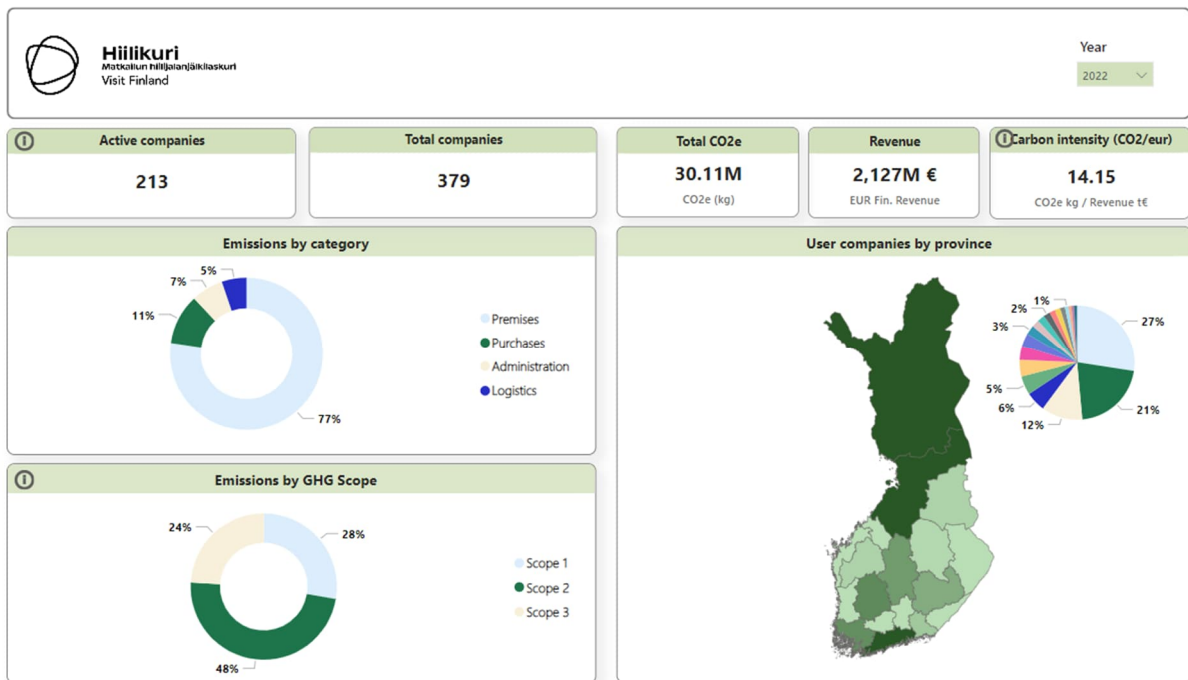 Hiilikuri
Matkailun hiilijalanjälkilaskuri
Visit Finland
Year
2022
Active companies
213
Total companies
379
Total CO2e
30.11M
CO2e (kg)
Revenue
2,127M €
EUR Fin. Revenue
Carbon intensity (CO2/eur)
14.15
CO2e kg / Revenue t€
Emissions by category
5%
7%
11%
77%
Premises
Purchases
Administration
Logistics
Emissions by GHG Scope
24%
28%
48%
Scope 1
Scope 2
Scope 3
User companies by province
1%
2%
3%
5%
6%
12%
21%
27%